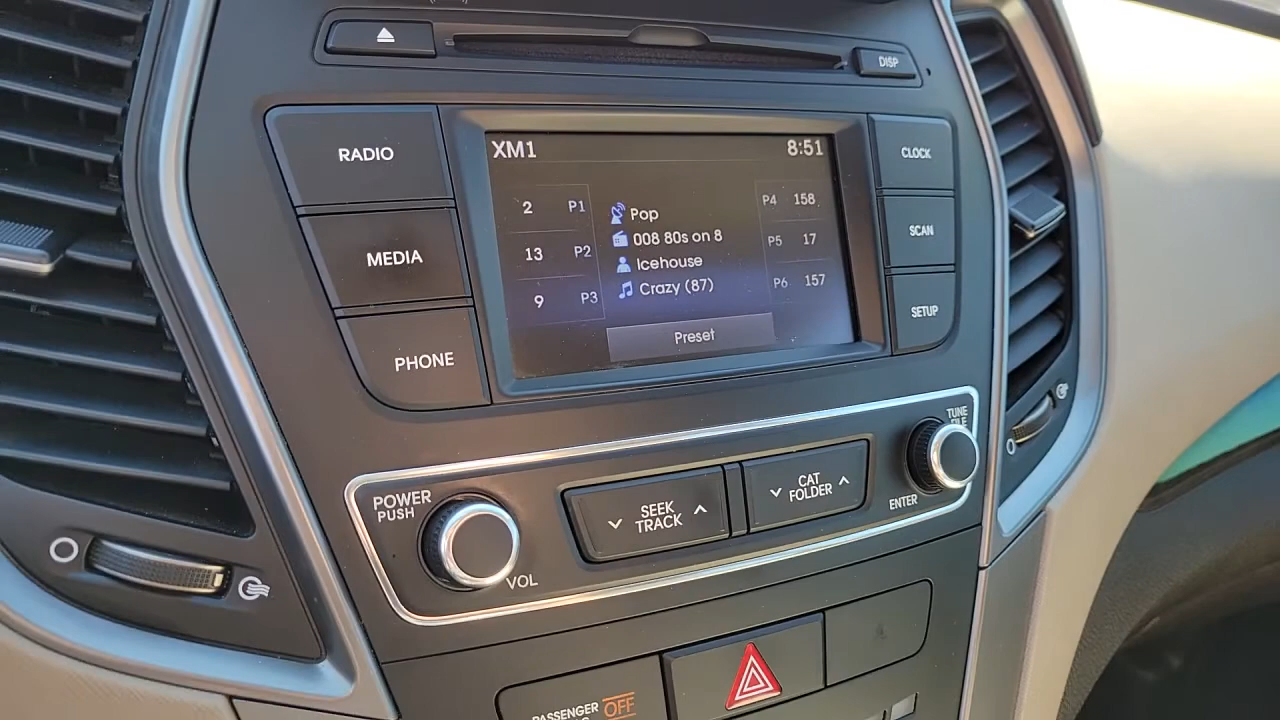 DISP
RADIO
MEDIA
PHONE
XM1 8:51
2 P1
13 P2
9 P3
Pop
008 80s on 8
Icehouse
Crazy (87)
P4 158
P5 17
P6 157
Preset
CLOCK
SCAN
SETUP
POWER
PUSH
VOL
SEEK
TRACK
CAT
FOLDER
TUNE
ENTER
PASSENGER OFF